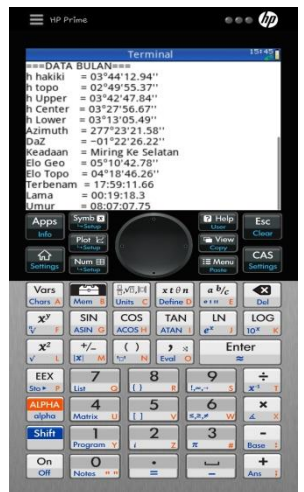 HP Prime
hp
Terminal 15:45
===DATA BULAN===
h hakiki = 03°44'12.94''
h topo = 02°49'55.37''
h Upper = 03°42'47.84''
h Center = 03°27'56.67''
h Lower = 03°13'05.49''
Azimuth = 277°23'21.58''
DaZ = −01°22'26.22''
Keadaan = Miring Ke Selatan
Elo Geo = 05°10'42.78''
Elo Topo = 04°18'46.26''
Terbenam = 17:59:11.66
Lama = 00:19:18.3
Umur = 08:07:07.75
Apps Symb Help Esc
Info Setup User Clear
Plot View
Setup Copy
Settings Num Menu CAS
Setup Paste Settings
Vars x t θ n a b/c
Chars A Mem B Units C Define D Del
xʸ SIN COS TAN LN LOG
F ASIN G ACOS H ATAN I eˣ J 10ˣ K
x² +/− ( ) , Enter
√ L |x| M N Eval O ≈
EEX 7 8 9 ÷
Sto ▸ P List Q { } R S x⁻¹ T
ALPHA 4 5 6 ×
alpha Matrix U [ ] V ≤,≥,≠ W X
Shift 1 2 3 −
Program Y i Z π # Base :
On 0 . +
Off Notes " " = Ans ;